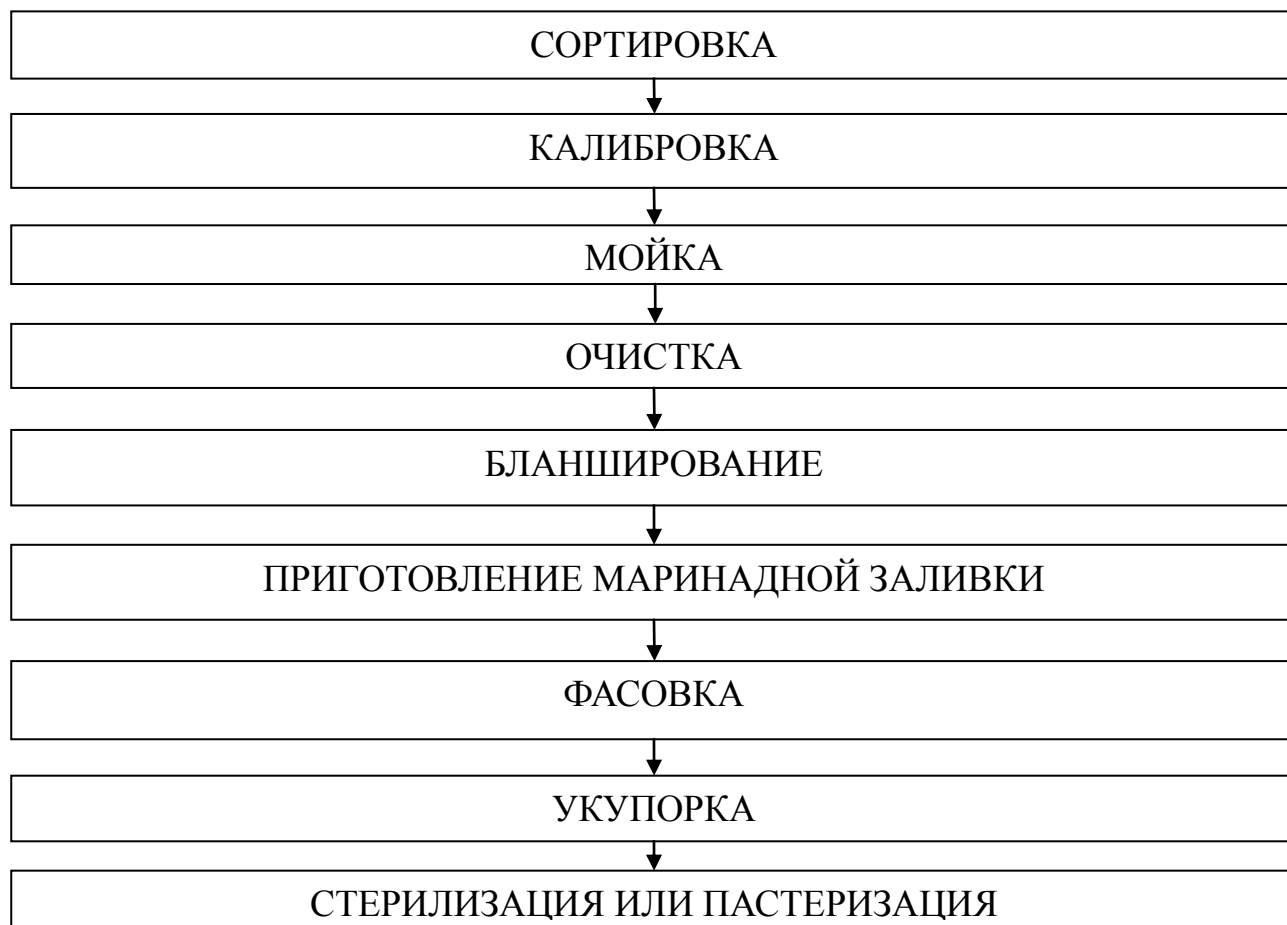 СОРТИРОВКА
КАЛИБРОВКА
МОЙКА
ОЧИСТКА
БЛАНШИРОВАНИЕ
ПРИГОТОВЛЕНИЕ МАРИНАДНОЙ ЗАЛИВКИ
ФАСОВКА
УКУПОРКА
СТЕРИЛИЗАЦИЯ ИЛИ ПАСТЕРИЗАЦИЯ